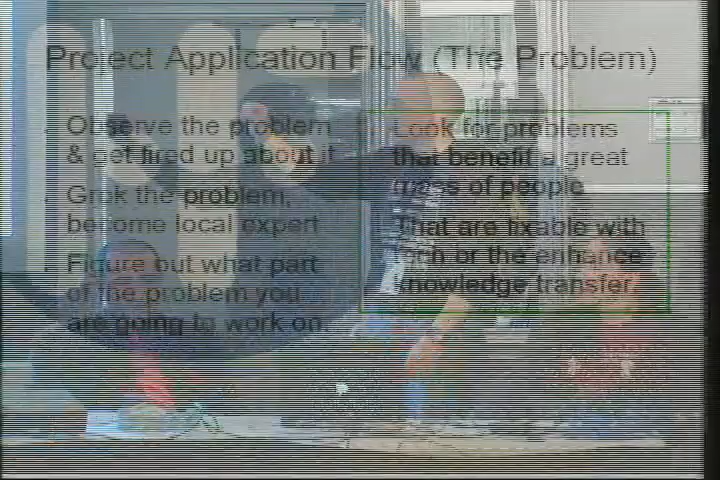 Project Application Flow (The Problem)
Observe the problem
& get fired up about it
Grok the problem,
become local expert
Figure out what part
of the problem you
are going to work on.
Look for problems
that benefit a great
mass of people
That are fixable with
tech or the enhance
knowledge transfer.